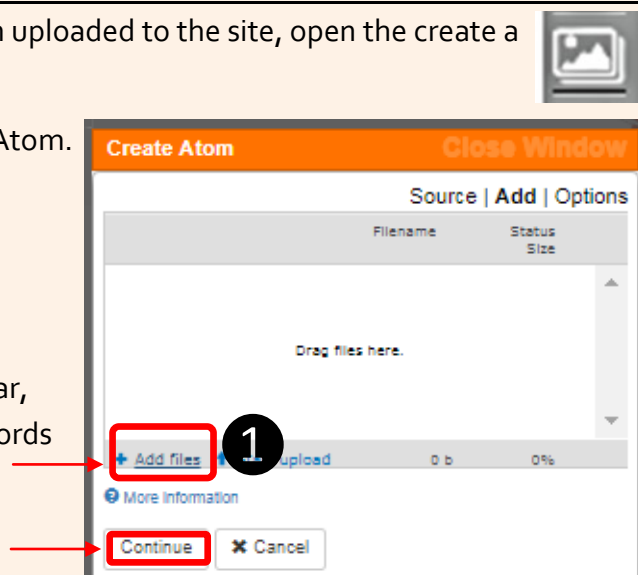 uploaded to the site, open the create a
Atom.
Create Atom Close Window
Source | Add | Options
Filename Status
Size
Drag files here.
ar,
ords
+ Add files 1 upload 0 b 0%
More Information
Continue Cancel